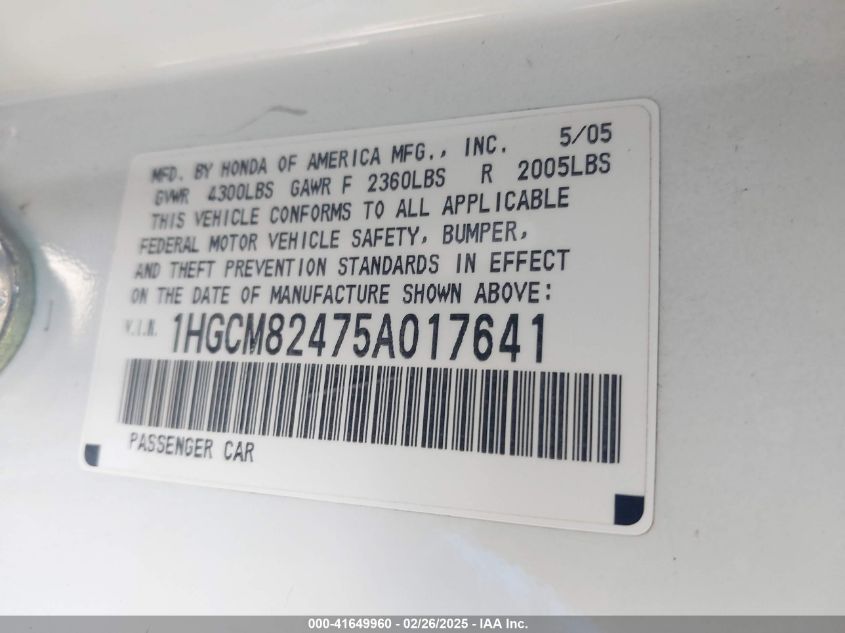 MFD. BY HONDA OF AMERICA MFG., INC. 5/05
GVWR 4300LBS GAWR F 2360LBS R 2005LBS
THIS VEHICLE CONFORMS TO ALL APPLICABLE
FEDERAL MOTOR VEHICLE SAFETY, BUMPER,
AND THEFT PREVENTION STANDARDS IN EFFECT
ON THE DATE OF MANUFACTURE SHOWN ABOVE:
V.I.N. 1HGCM82475A017641
PASSENGER CAR
000-41649960 - 02/26/2025 - IAA Inc.